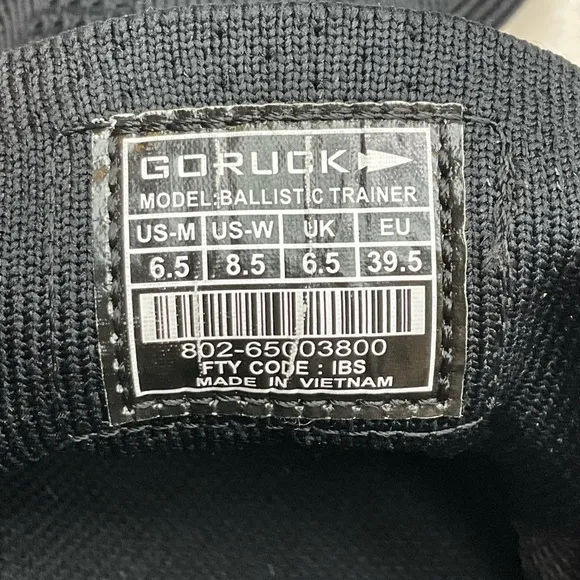 GORUCK
MODEL:BALLISTIC TRAINER
US-M US-W UK EU
6.5 8.5 6.5 39.5
802-65003800
FTY CODE : IBS
MADE IN VIETNAM